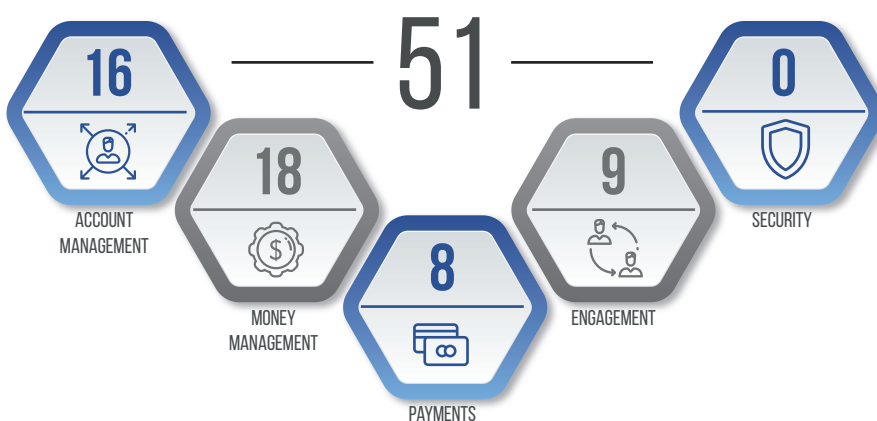 51
16
ACCOUNT
MANAGEMENT
18
$
MONEY
MANAGEMENT
8
PAYMENTS
9
ENGAGEMENT
0
SECURITY